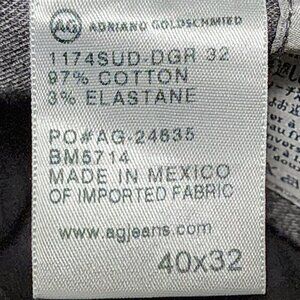 AG ADRIANO GOLDSCHMIED
1174SUD-DGR 32
97% COTTON
3% ELASTANE
PO#AG-24835
BM5714
MADE IN MEXICO
OF IMPORTED FABRIC
www.agjeans.com
40x32